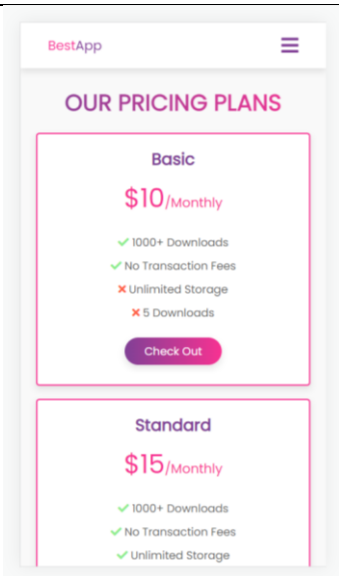 BestApp
OUR PRICING PLANS
Basic
$10/Monthly
1000+ Downloads
No Transaction Fees
Unlimited Storage
5 Downloads
Check Out
Standard
$15/Monthly
1000+ Downloads
No Transaction Fees
Unlimited Storage